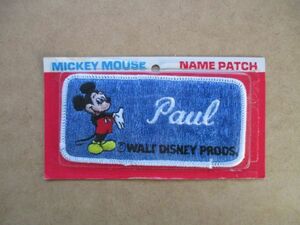 MICKEY MOUSE NAME PATCH
Paul
©WALT DISNEY PRODS.